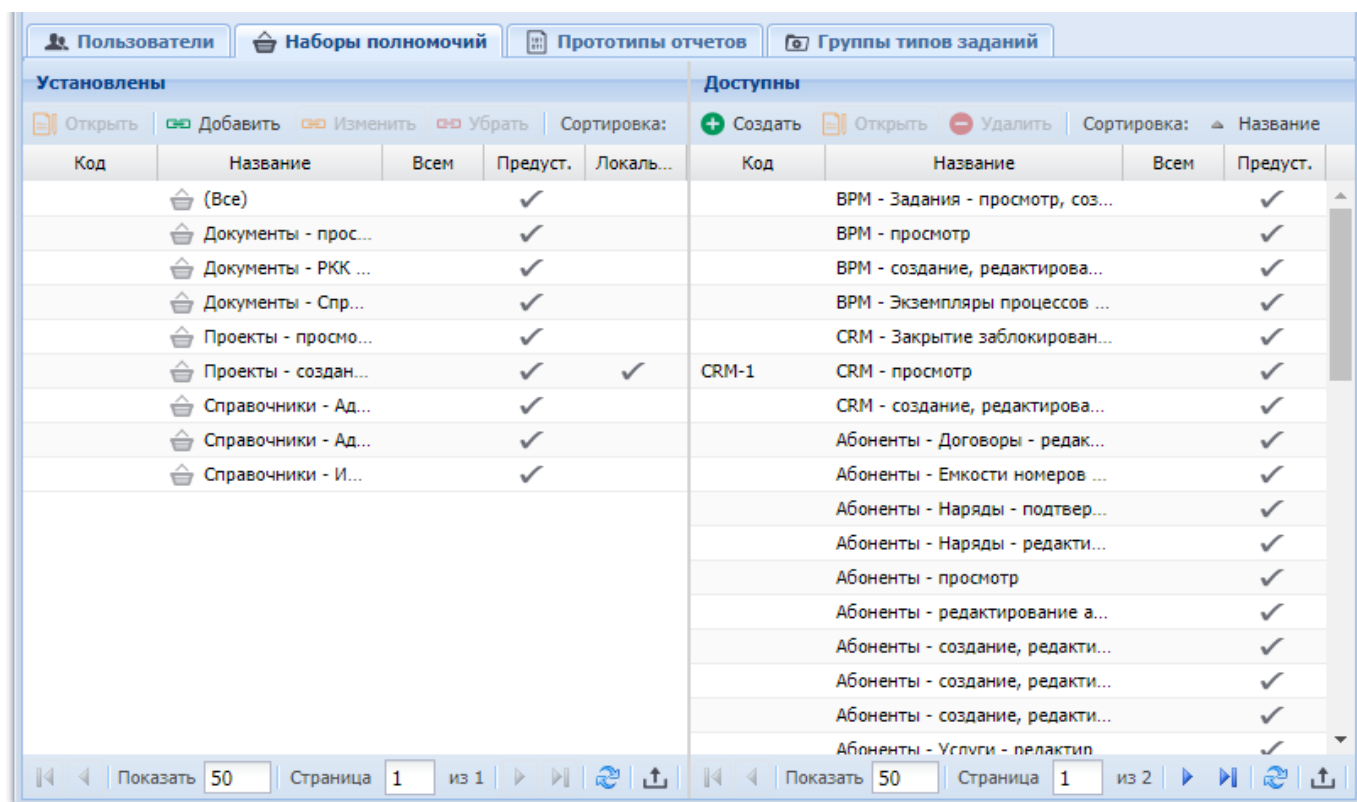 Пользователи Наборы полномочий Прототипы отчетов Группы типов заданий
Установлены
Открыть Добавить Изменить Убрать Сортировка:
Код Название Всем Предуст. Локаль...
(Все)
Документы - прос...
Документы - РКК ...
Документы - Спр...
Проекты - просмо...
Проекты - создан...
Справочники - Ад...
Справочники - Ад...
Справочники - И...
Показать 50 Страница 1 из 1
Доступны
Создать Открыть Удалить Сортировка: Название
Код Название Всем Предуст.
BPM - Задания - просмотр, соз...
BPM - просмотр
BPM - создание, редактирова...
BPM - Экземпляры процессов ...
CRM - Закрытие заблокирован...
CRM-1 CRM - просмотр
CRM - создание, редактирова...
Абоненты - Договоры - редак...
Абоненты - Емкости номеров ...
Абоненты - Наряды - подтвер...
Абоненты - Наряды - редакти...
Абоненты - просмотр
Абоненты - редактирование а...
Абоненты - создание, редакти...
Абоненты - создание, редакти...
Абоненты - создание, редакти...
Абоненты - Услуги - редактир
Показать 50 Страница 1 из 2